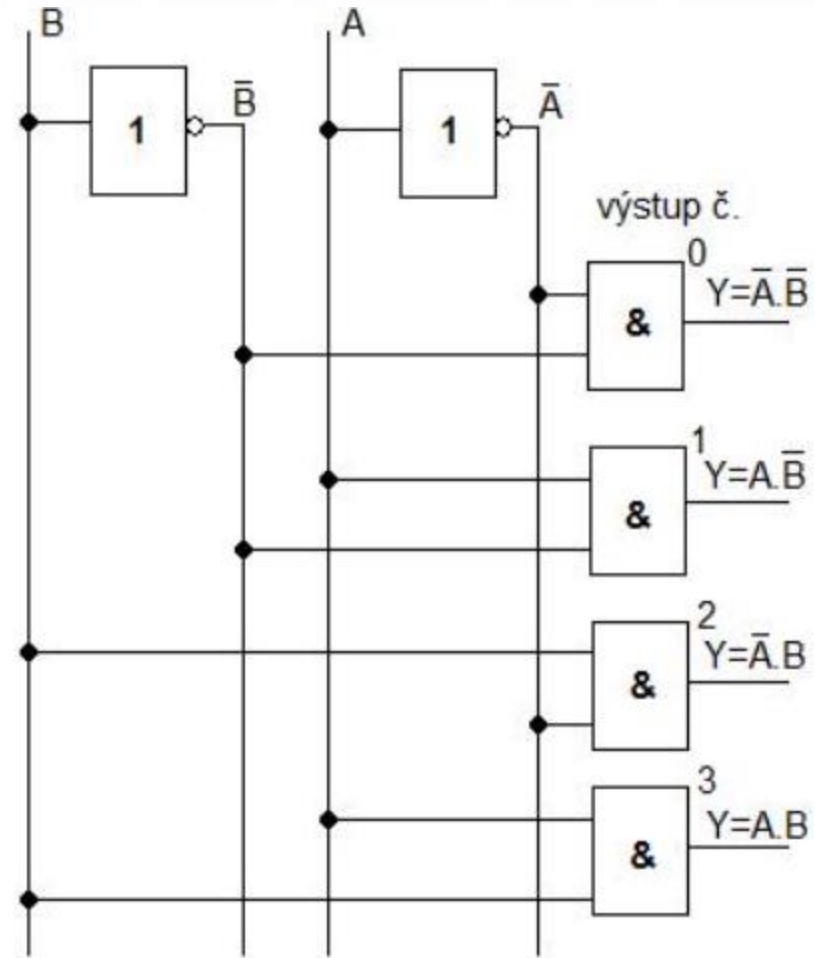 B
A
1
B̅
1
A̅
výstup č.
0
Y=A̅.B̅
&
1
Y=A.B̅
&
2
Y=A̅.B
&
3
Y=A.B
&